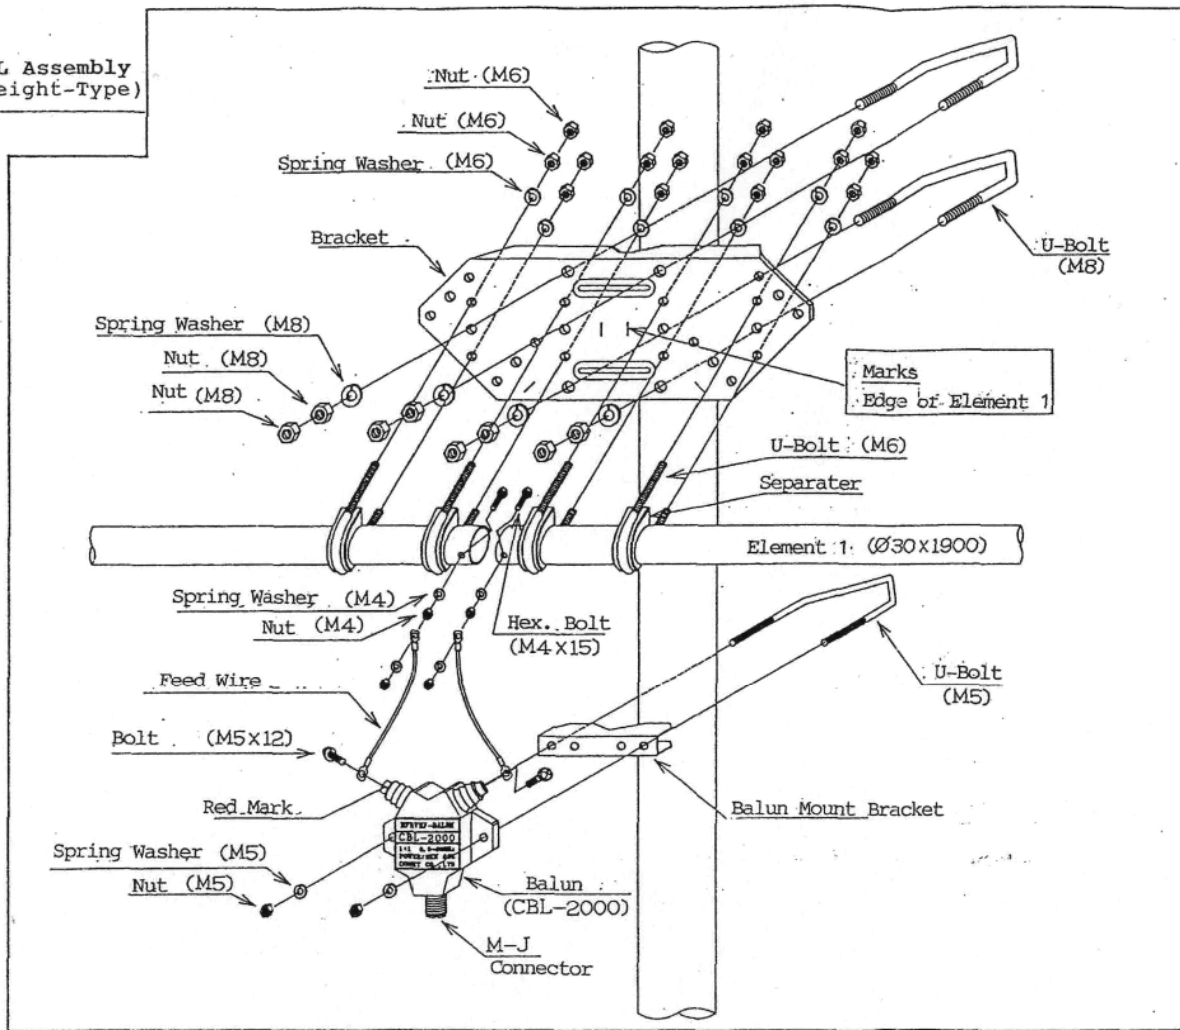 L Assembly
eight-Type)
Nut (M6)
Nut (M6)
Spring Washer (M6)
Bracket
U-Bolt
(M8)
Spring Washer (M8)
Nut (M8)
Nut (M8)
Marks
Edge of Element 1
U-Bolt (M6)
Separater
Element 1 (Ø30x1900)
Spring Washer (M4)
Nut (M4)
Hex. Bolt
(M4x15)
Feed Wire
U-Bolt
(M5)
Bolt (M5x12)
Red Mark
Balun Mount Bracket
CBL-2000
Spring Washer (M5)
Nut (M5)
Balun
(CBL-2000)
M-J
Connector